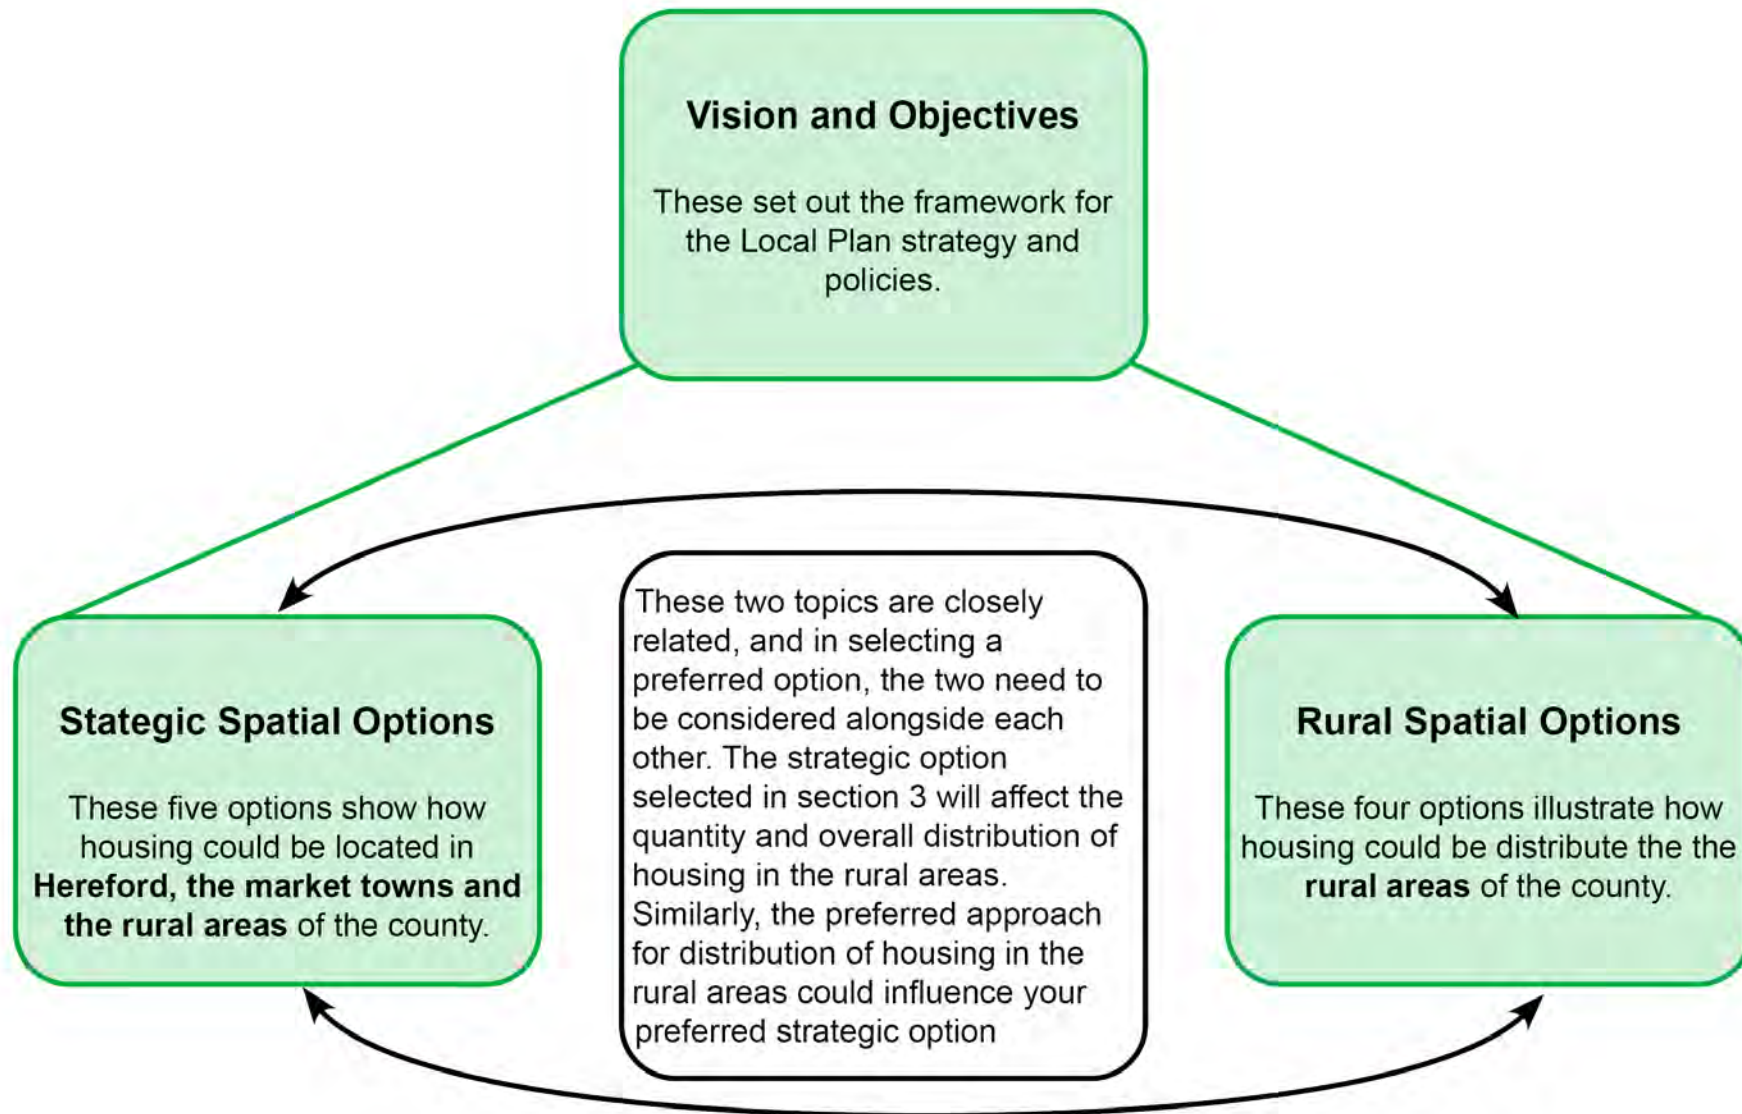 Vision and Objectives
These set out the framework for
the Local Plan strategy and
policies.
These two topics are closely
related, and in selecting a
preferred option, the two need to
be considered alongside each
other. The strategic option
selected in section 3 will affect the
quantity and overall distribution of
housing in the rural areas.
Similarly, the preferred approach
for distribution of housing in the
rural areas could influence your
preferred strategic option
Stategic Spatial Options
These five options show how
housing could be located in
Hereford, the market towns and
the rural areas of the county.
Rural Spatial Options
These four options illustrate how
housing could be distribute the the
rural areas of the county.